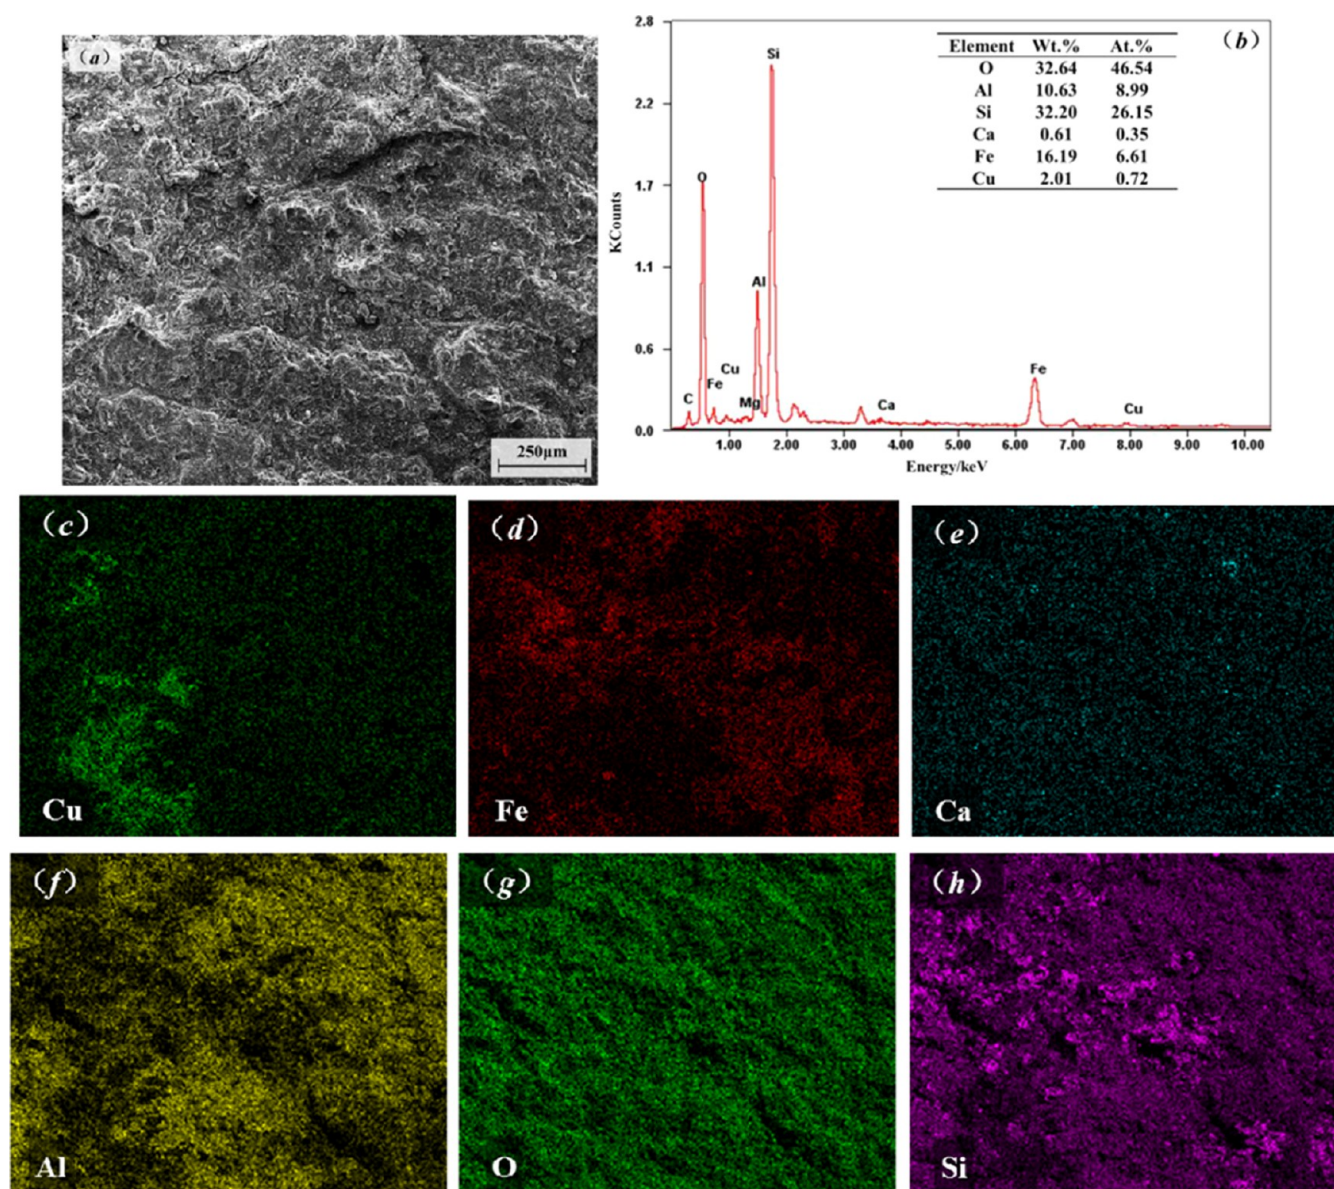 (a)
250μm
(b)
Element Wt.% At.%
O 32.64 46.54
Al 10.63 8.99
Si 32.20 26.15
Ca 0.61 0.35
Fe 16.19 6.61
Cu 2.01 0.72
2.8
2.2
1.7
1.1
0.6
0.0
KCounts
C
O
Fe
Cu
Mg
Al
Si
Ca
Fe
Cu
1.00 2.00 3.00 4.00 5.00 6.00 7.00 8.00 9.00 10.00
Energy/keV
(c)
Cu
(d)
Fe
(e)
Ca
(f)
Al
(g)
O
(h)
Si